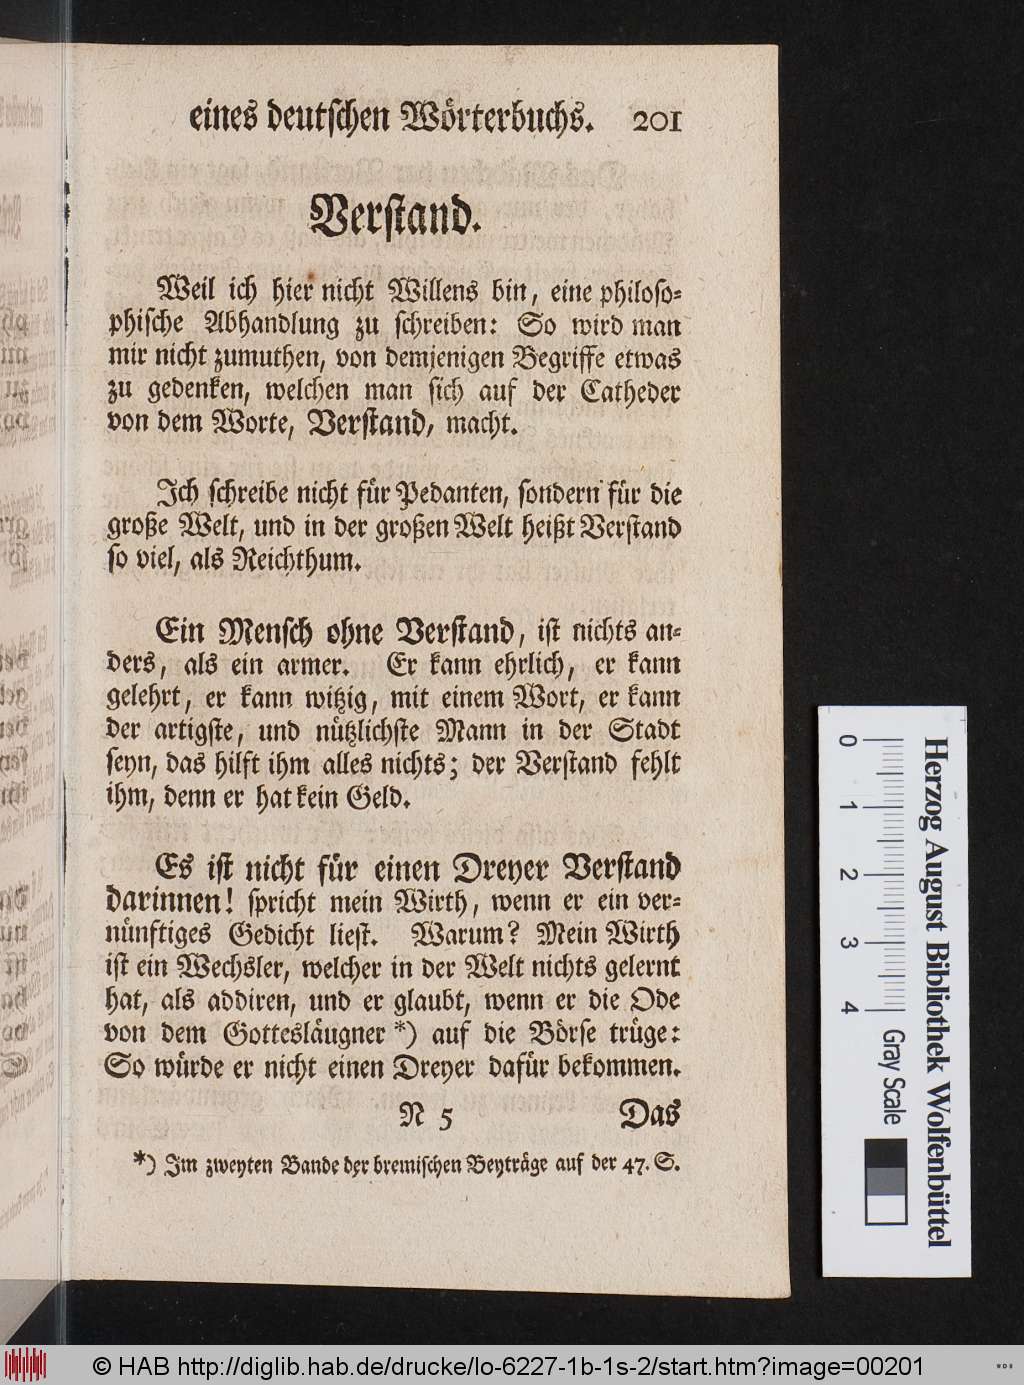 eines deutschen Wörterbuchs. 201
Verstand.
Weil ich hier nicht Willens bin, eine philoso-
phische Abhandlung zu schreiben: So wird man
mir nicht zumuthen, von demjenigen Begriffe etwas
zu gedenken, welchen man sich auf der Catheder
von dem Worte, Verstand, macht.
Ich schreibe nicht für Pedanten, sondern für die
große Welt, und in der großen Welt heißt Verstand
so viel, als Reichthum.
Ein Mensch ohne Verstand, ist nichts an-
ders, als ein armer. Er kann ehrlich, er kann
gelehrt, er kann witzig, mit einem Wort, er kann
der artigste, und nützlichste Mann in der Stadt
seyn, das hilft ihm alles nichts; der Verstand fehlt
ihm, denn er hat kein Geld.
Es ist nicht für einen Dreyer Verstand
darinnen! spricht mein Wirth, wenn er ein ver-
nünftiges Gedicht liest. Warum? Mein Wirth
ist ein Wechsler, welcher in der Welt nichts gelernt
hat, als addiren, und er glaubt, wenn er die Ode
von dem Gottesläugner *) auf die Börse trüge:
So würde er nicht einen Dreyer dafür bekommen.
N 5 Das
*) Im zweyten Bande der bremischen Beyträge auf der 47. S.
0 1 2 3 4 Gray Scale
Herzog August Bibliothek Wolfenbüttel
© HAB http://diglib.hab.de/drucke/lo-6227-1b-1s-2/start.htm?image=00201